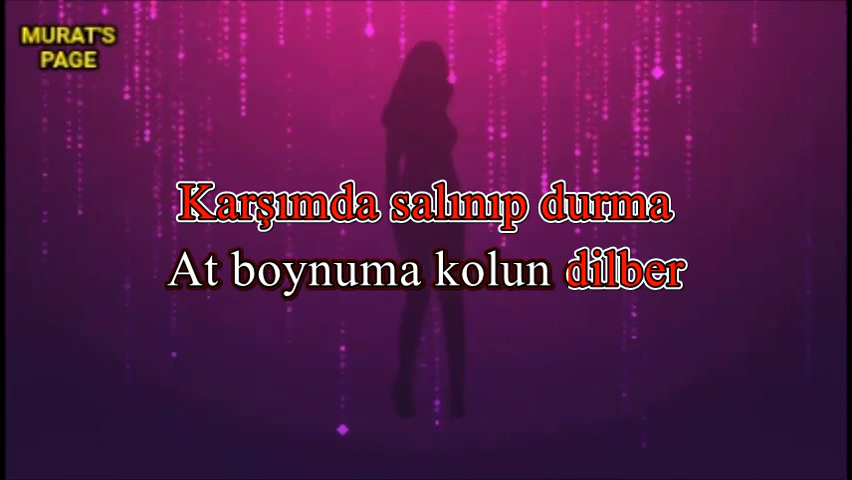 MURAT'S
PAGE
Karşımda salınıp durma
At boynuma kolun dilber